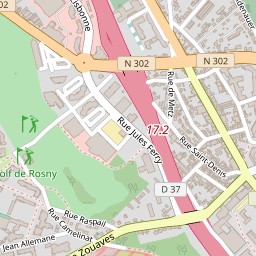 Lisbonne
N 302
N 302
Rue de Metz
17.2
Rue Jules Ferry
Rue Saint-Denis
olf de Rosny
D 37
Rue Raspail
Rue Camelinat
Jean Allemane
Zouaves